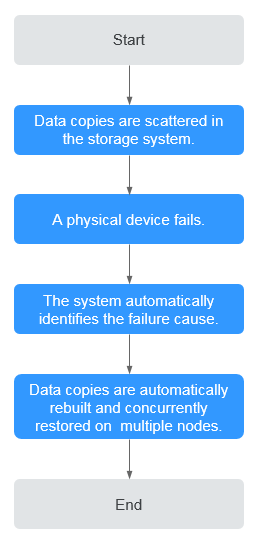 Start
Data copies are scattered in
the storage system.
A physical device fails.
The system automatically
identifies the failure cause.
Data copies are automatically
rebuilt and concurrently
restored on  multiple nodes.
End